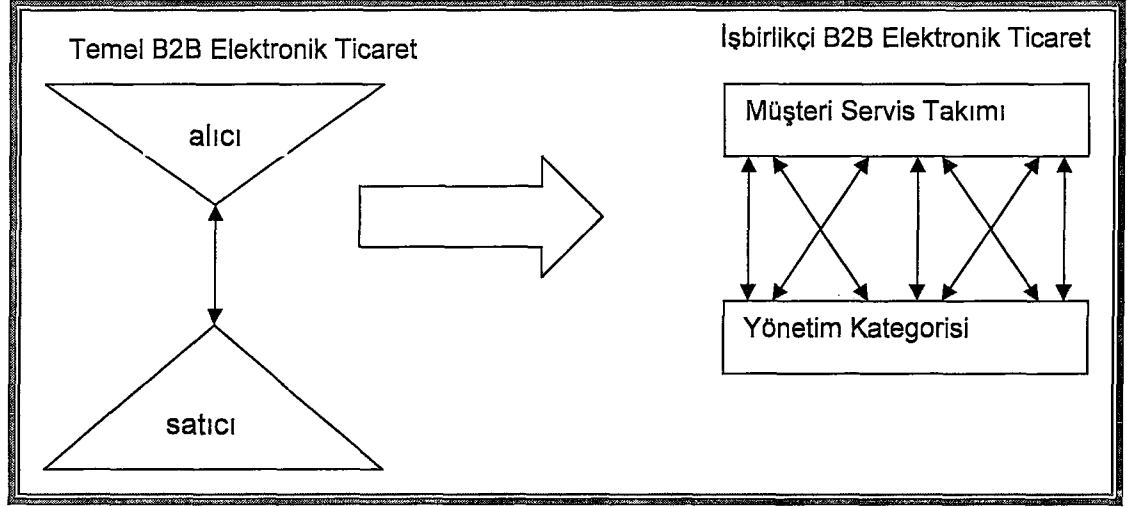 Temel B2B Elektronik Ticaret
alıcı
satıcı
İşbirlikçi B2B Elektronik Ticaret
Müşteri Servis Takımı
Yönetim Kategorisi